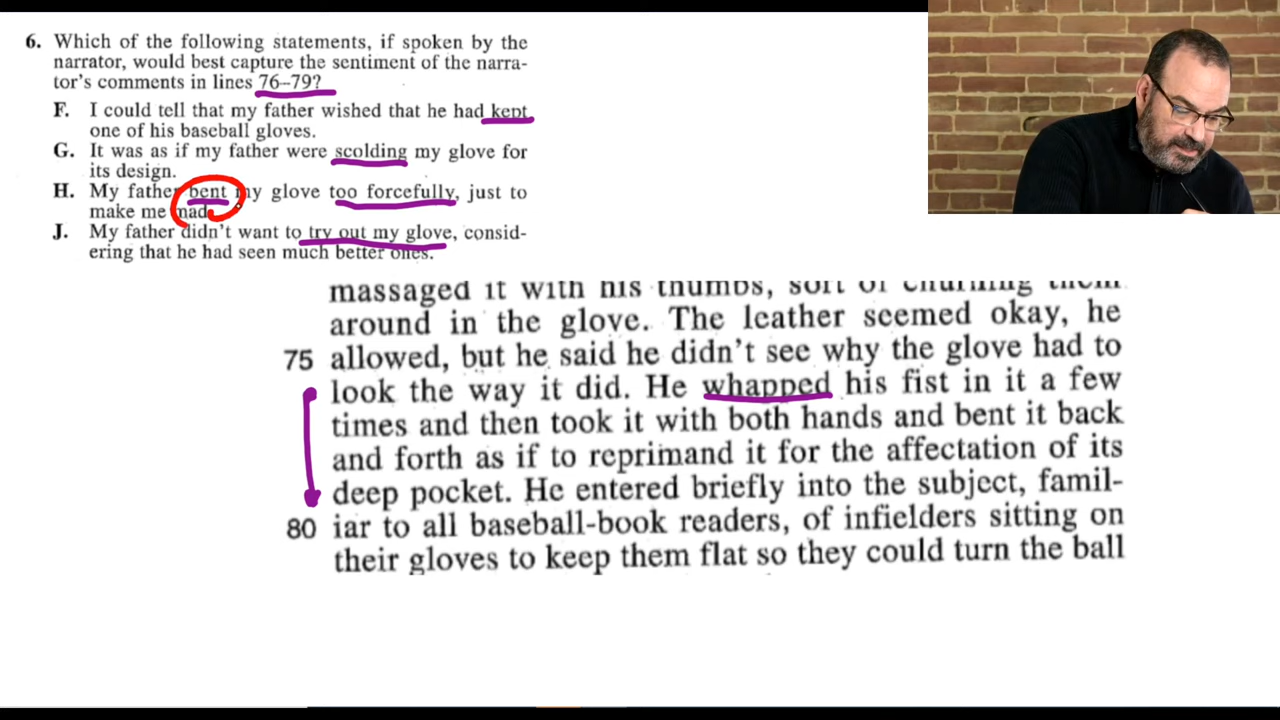 6. Which of the following statements, if spoken by the
narrator, would best capture the sentiment of the narra-
tor's comments in lines 76–79?
F. I could tell that my father wished that he had kept
one of his baseball gloves.
G. It was as if my father were scolding my glove for
its design.
H. My father bent my glove too forcefully, just to
make me mad.
J. My father didn't want to try out my glove, consid-
ering that he had seen much better ones.
massaged it with his thumbs, sort of churning them
around in the glove. The leather seemed okay, he
75 allowed, but he said he didn't see why the glove had to
look the way it did. He whapped his fist in it a few
times and then took it with both hands and bent it back
and forth as if to reprimand it for the affectation of its
deep pocket. He entered briefly into the subject, famil-
80 iar to all baseball-book readers, of infielders sitting on
their gloves to keep them flat so they could turn the ball